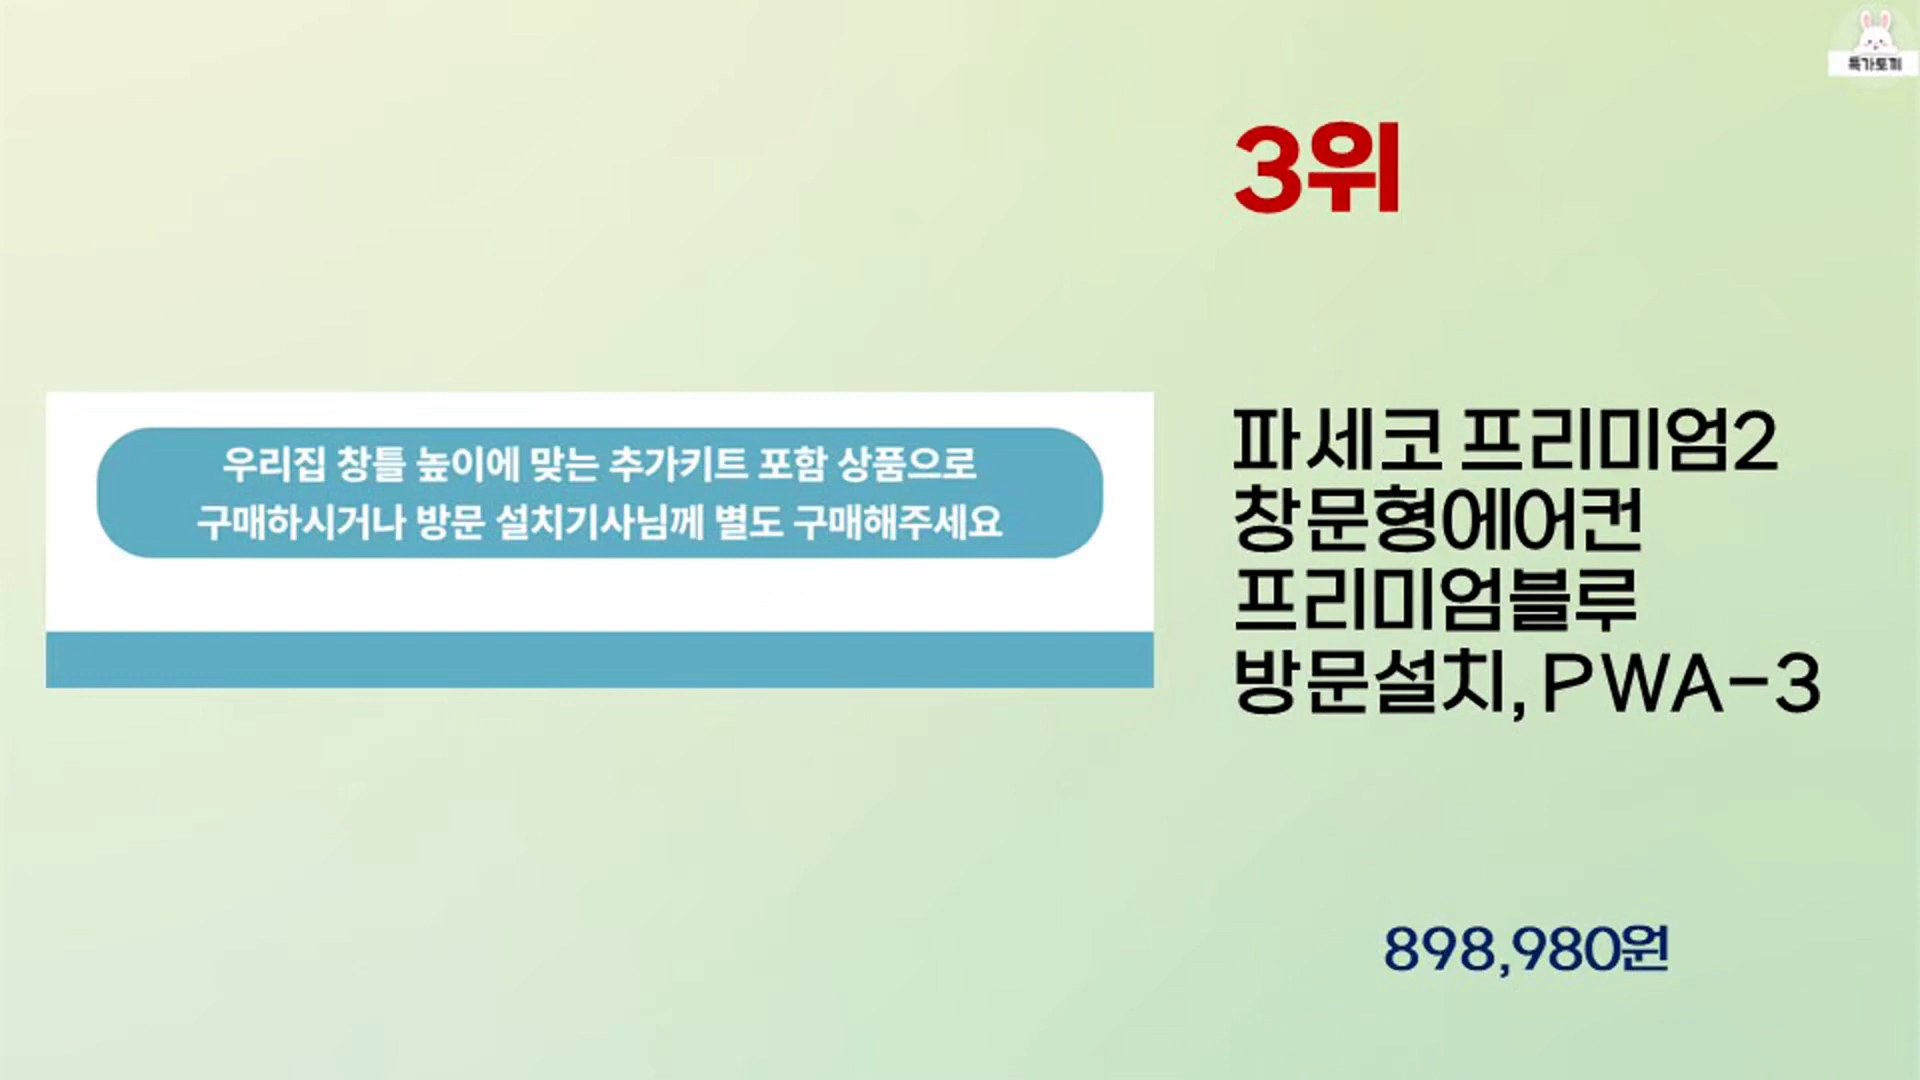 특가토끼
3위
우리집 창틀 높이에 맞는 추가키트 포함 상품으로
구매하시거나 방문 설치기사님께 별도 구매해주세요
파세코 프리미엄2
창문형에어컨
프리미엄블루
방문설치, PWA-3
898,980원